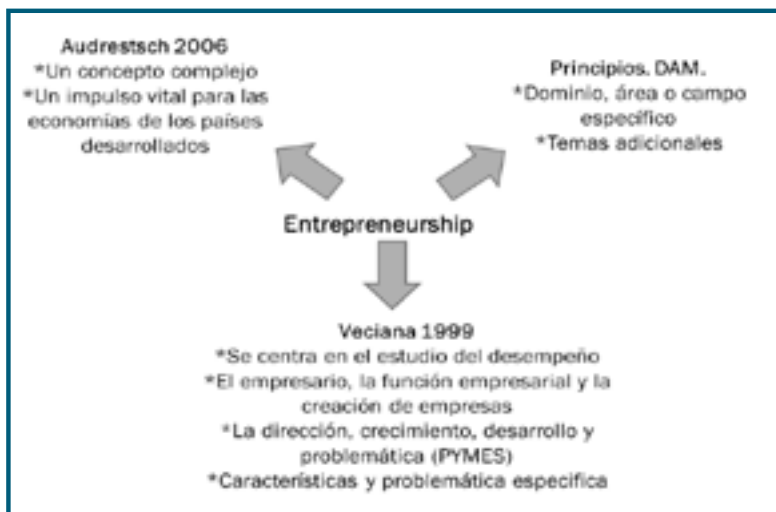 Audrestsch 2006
*Un concepto complejo
*Un impulso vital para las
economías de los países
desarrollados
Principios. DAM.
*Dominio, área o campo
específico
*Temas adicionales
Entrepreneurship
Veciana 1999
*Se centra en el estudio del desempeño
*El empresario, la función empresarial y la
creación de empresas
*La dirección, crecimiento, desarrollo y
problemática (PYMES)
*Características y problemática especifica